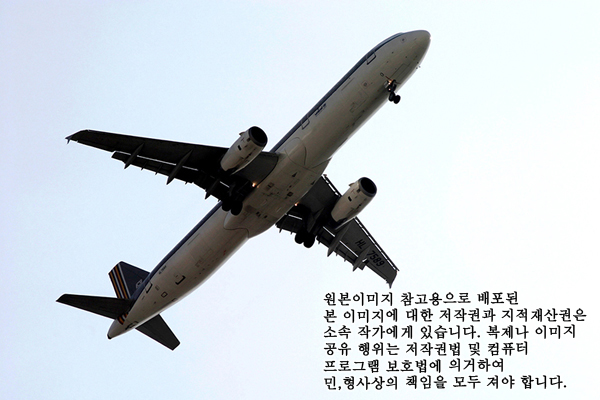 원본이미지 참고용으로 배포된
본 이미지에 대한 저작권과 지적재산권은
소속 작가에게 있습니다. 복제나 이미지
공유 행위는 저작권법 및 컴퓨터
프로그램 보호법에 의거하여
민,형사상의 책임을 모두 져야 합니다.